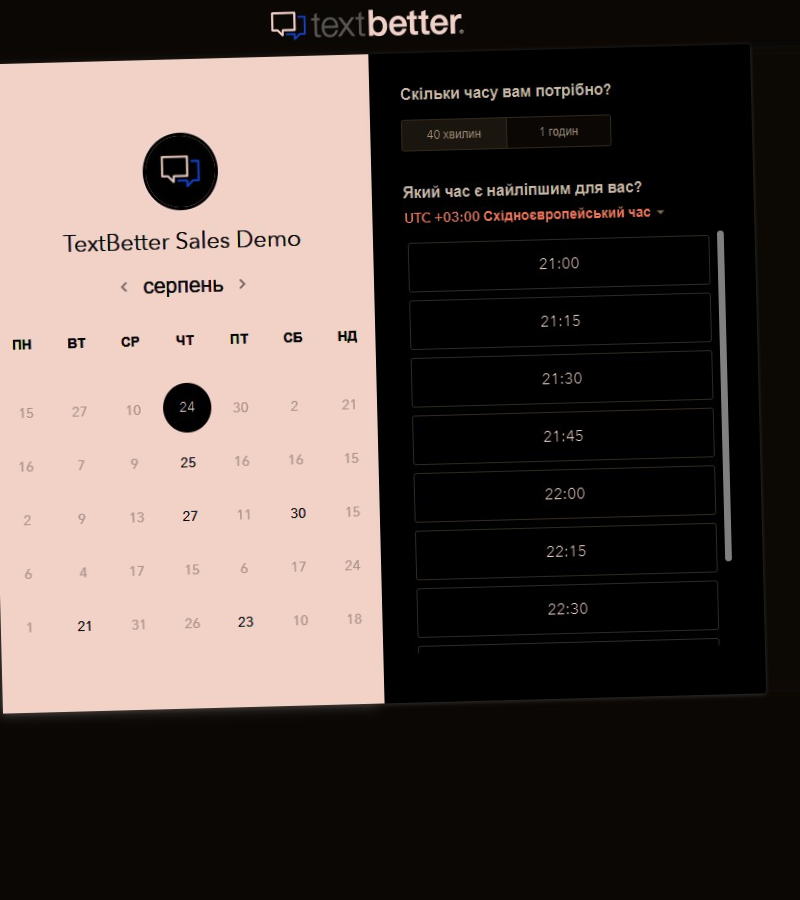 textbetter.
TextBetter Sales Demo
серпень
ПН ВТ СР ЧТ ПТ СБ НД
15 27 10 24 30 2 21
16 7 9 25 16 16 15
2 9 13 27 11 30 15
6 4 17 15 6 17 24
1 21 31 26 23 10 18
Скільки часу вам потрібно?
40 хвилин 1 годин
Який час є найліпшим для вас?
UTC +03:00 Східноєвропейський час
21:00
21:15
21:30
21:45
22:00
22:15
22:30